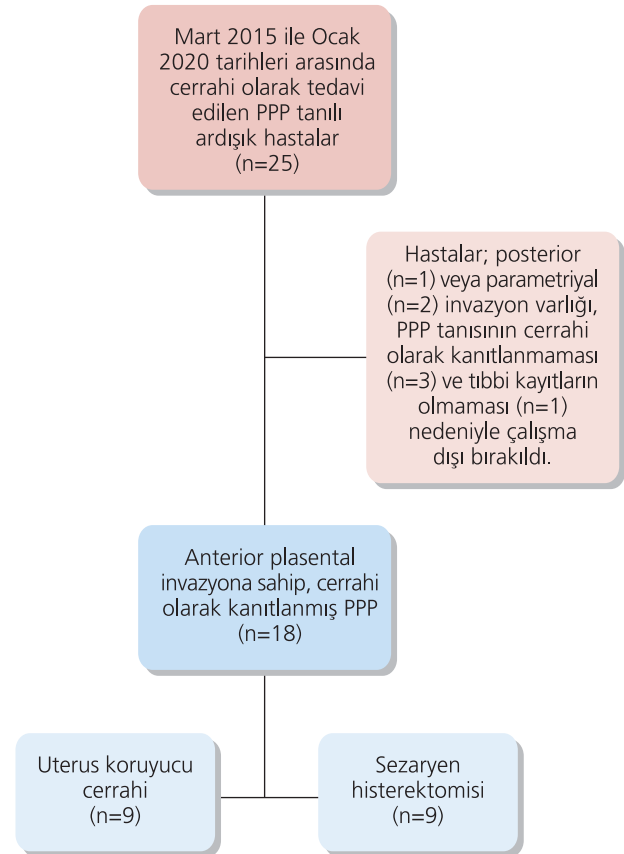 Mart 2015 ile Ocak
2020 tarihleri arasında
cerrahi olarak tedavi
edilen PPP tanılı
ardışık hastalar
(n=25)
Hastalar; posterior
(n=1) veya parametriyal
(n=2) invazyon varlığı,
PPP tanısının cerrahi
olarak kanıtlanmaması
(n=3) ve tıbbi kayıtların
olmaması (n=1)
nedeniyle çalışma
dışı bırakıldı.
Anterior plasental
invazyona sahip, cerrahi
olarak kanıtlanmış PPP
(n=18)
Uterus koruyucu
cerrahi
(n=9)
Sezaryen
histerektomisi
(n=9)